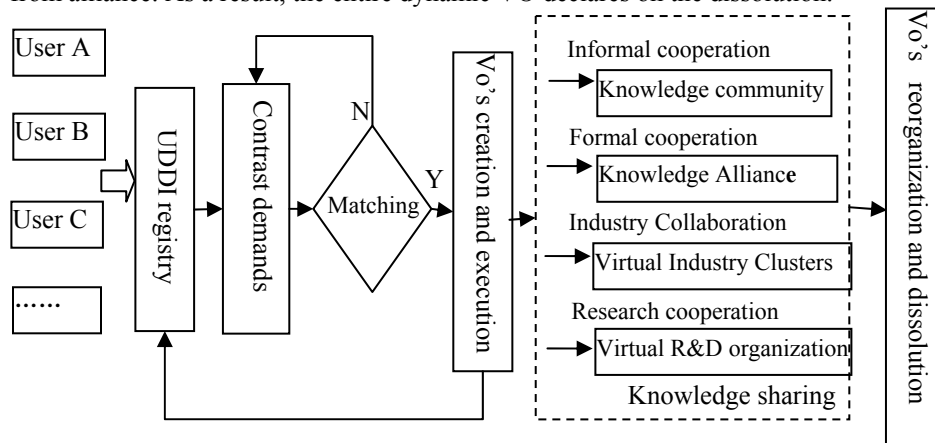 from alliance. As a result, the entire dynamic VO declares on the dissolution.
User A
User B
User C
……
UDDI registry
Contrast demands
N
Matching
Y
Vo’s creation and execution
Informal cooperation
Knowledge community
Formal cooperation
Knowledge Alliance
Industry Collaboration
Virtual Industry Clusters
Research cooperation
Virtual R&D organization
Knowledge sharing
Vo’s reorganization and dissolution